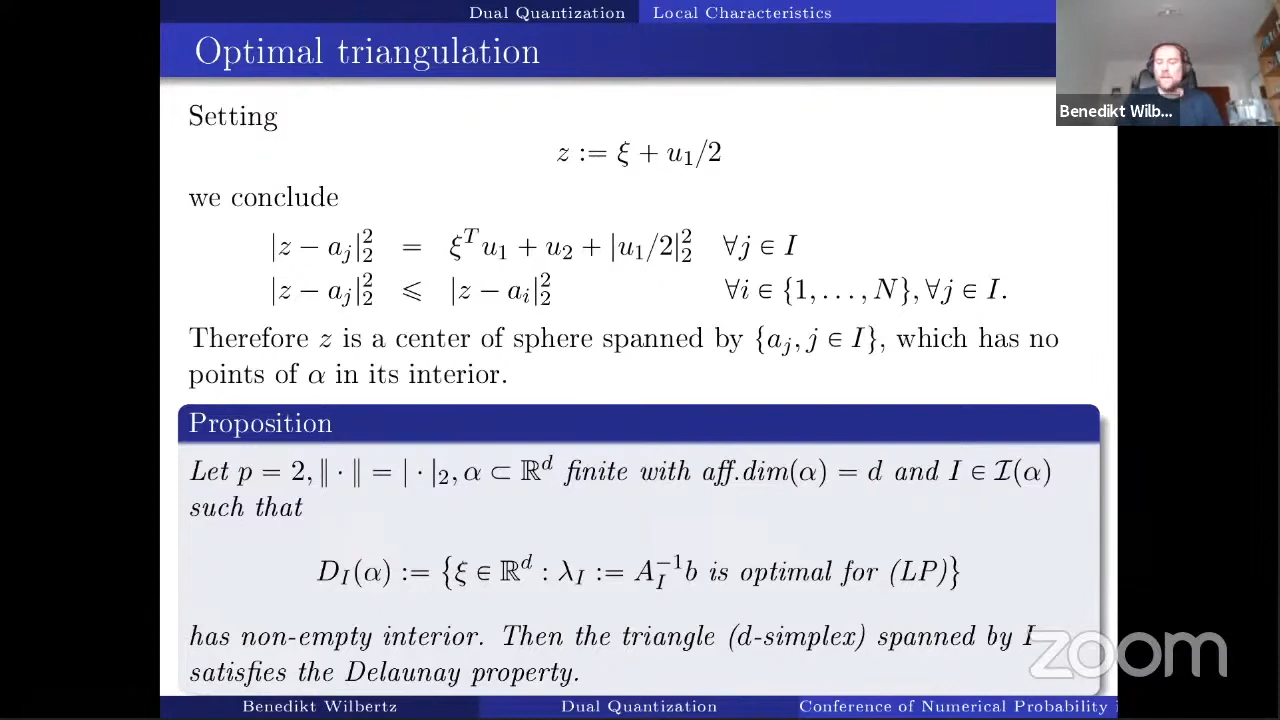 Dual Quantization Local Characteristics
Optimal triangulation
Benedikt Wilb...
Setting
z := ξ + u₁/2
we conclude
|z − a_j|₂² = ξᵀu₁ + u₂ + |u₁/2|₂² ∀j ∈ I
|z − a_j|₂² ⩽ |z − a_i|₂² ∀i ∈ {1, . . . , N}, ∀j ∈ I.
Therefore z is a center of sphere spanned by {a_j, j ∈ I}, which has no
points of α in its interior.
Proposition
Let p = 2, ‖ · ‖ = | · |₂, α ⊂ ℝᵈ finite with aff.dim(α) = d and I ∈ ℐ(α)
such that
D_I(α) := {ξ ∈ ℝᵈ : λ_I := A_I⁻¹b is optimal for (LP)}
has non-empty interior. Then the triangle (d-simplex) spanned by I
satisfies the Delaunay property.
zoom
Benedikt Wilbertz Dual Quantization Conference of Numerical Probability